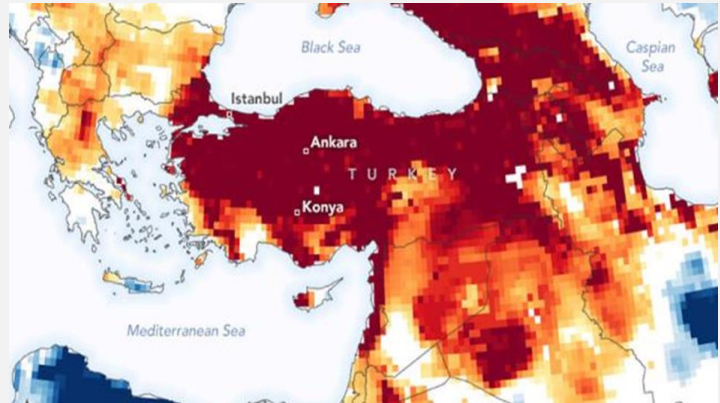 Black Sea
Caspian
Sea
Istanbul
Ankara
TURKEY
Konya
Mediterranean Sea